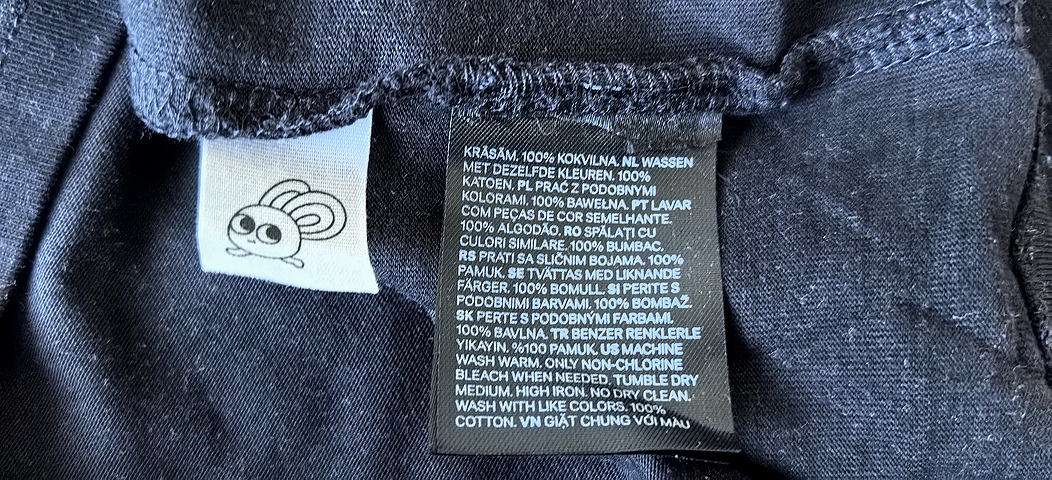 KRĀSĀM. 100% KOKVILNA. NL WASSEN
MET DEZELFDE KLEUREN. 100%
KATOEN. PL PRAĆ Z PODOBNYMI
KOLORAMI. 100% BAWEŁNA. PT LAVAR
COM PEÇAS DE COR SEMELHANTE.
100% ALGODÃO. RO SPĂLAȚI CU
CULORI SIMILARE. 100% BUMBAC.
RS PRATI SA SLIČNIM BOJAMA. 100%
PAMUK. SE TVÄTTAS MED LIKNANDE
FÄRGER. 100% BOMULL. SI PERITE S
PODOBNIMI BARVAMI. 100% BOMBAŽ.
SK PERTE S PODOBNÝMI FARBAMI.
100% BAVLNA. TR BENZER RENKLERLE
YIKAYIN. %100 PAMUK. US MACHINE
WASH WARM. ONLY NON-CHLORINE
BLEACH WHEN NEEDED. TUMBLE DRY
MEDIUM. HIGH IRON. NO DRY CLEAN.
WASH WITH LIKE COLORS. 100%
COTTON. VN GIẶT CHUNG VỚI MÀU